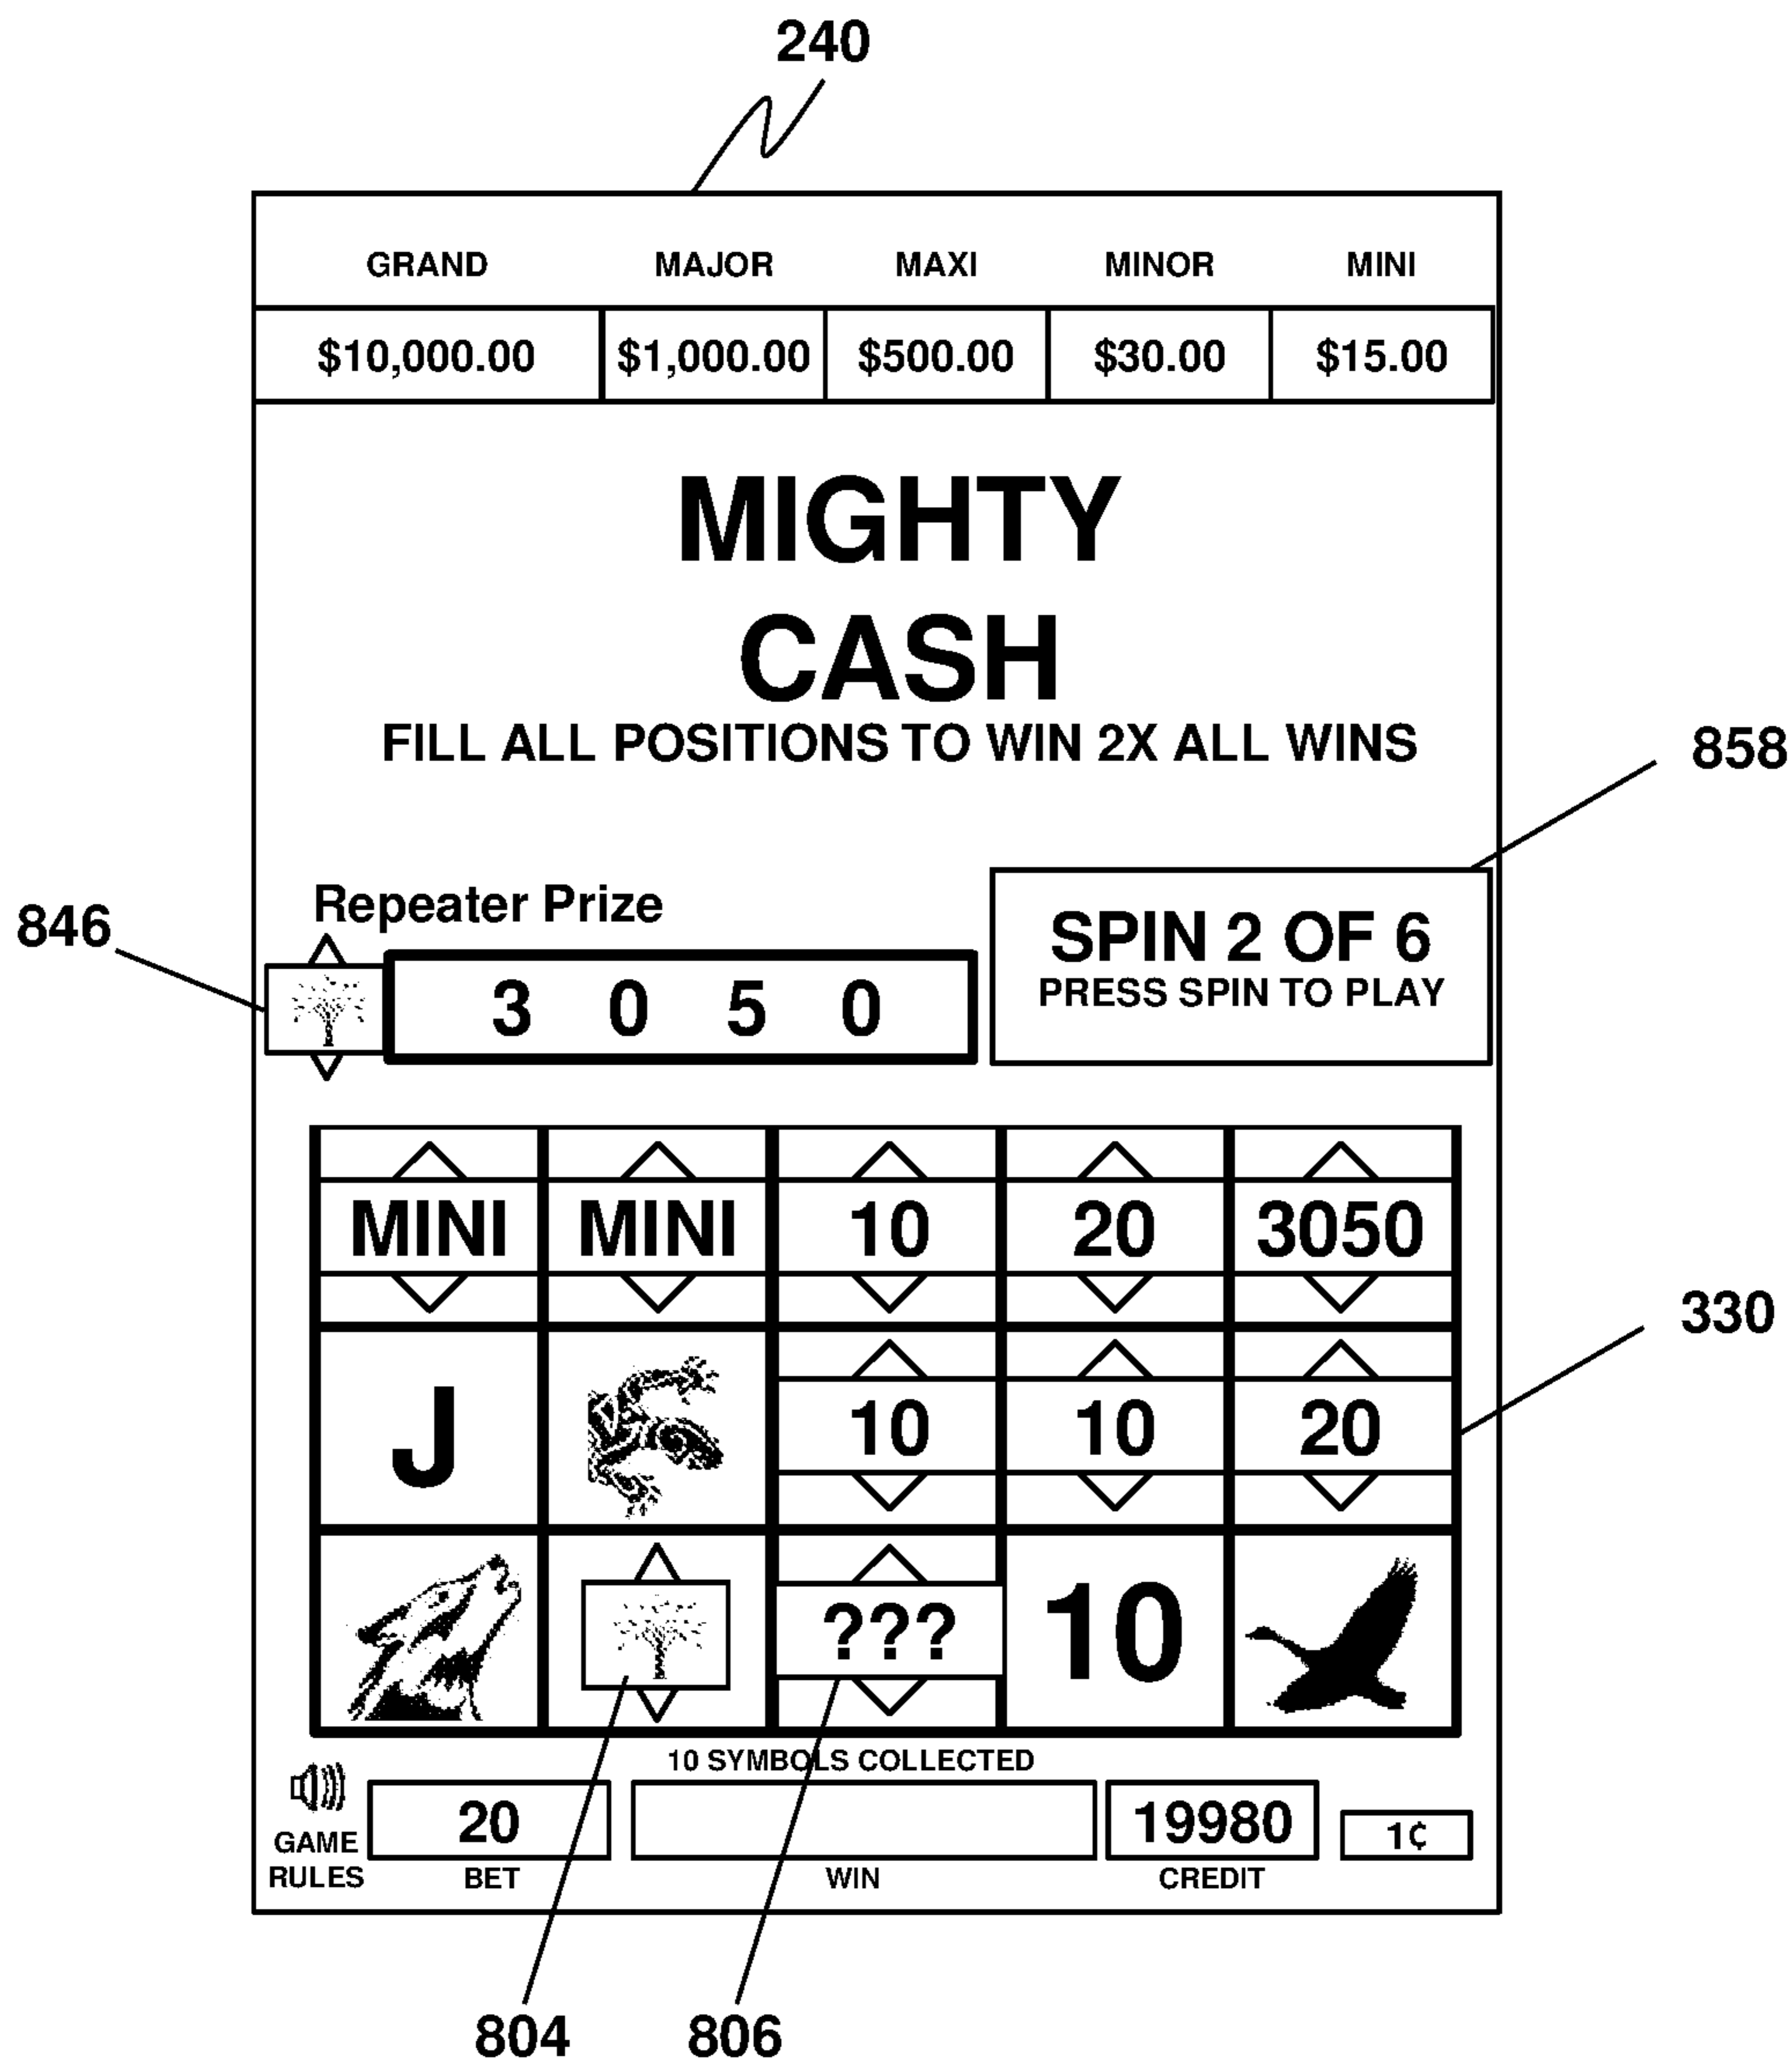 240
GRAND MAJOR MAXI MINOR MINI
$10,000.00 $1,000.00 $500.00 $30.00 $15.00
MIGHTY
CASH
FILL ALL POSITIONS TO WIN 2X ALL WINS
858
846
Repeater Prize
3 0 5 0
SPIN 2 OF 6
PRESS SPIN TO PLAY
MINI MINI 10 20 3050
330
J 10 10 20
??? 10
10 SYMBOLS COLLECTED
20 19980 1¢
GAME
RULES BET WIN CREDIT
804 806